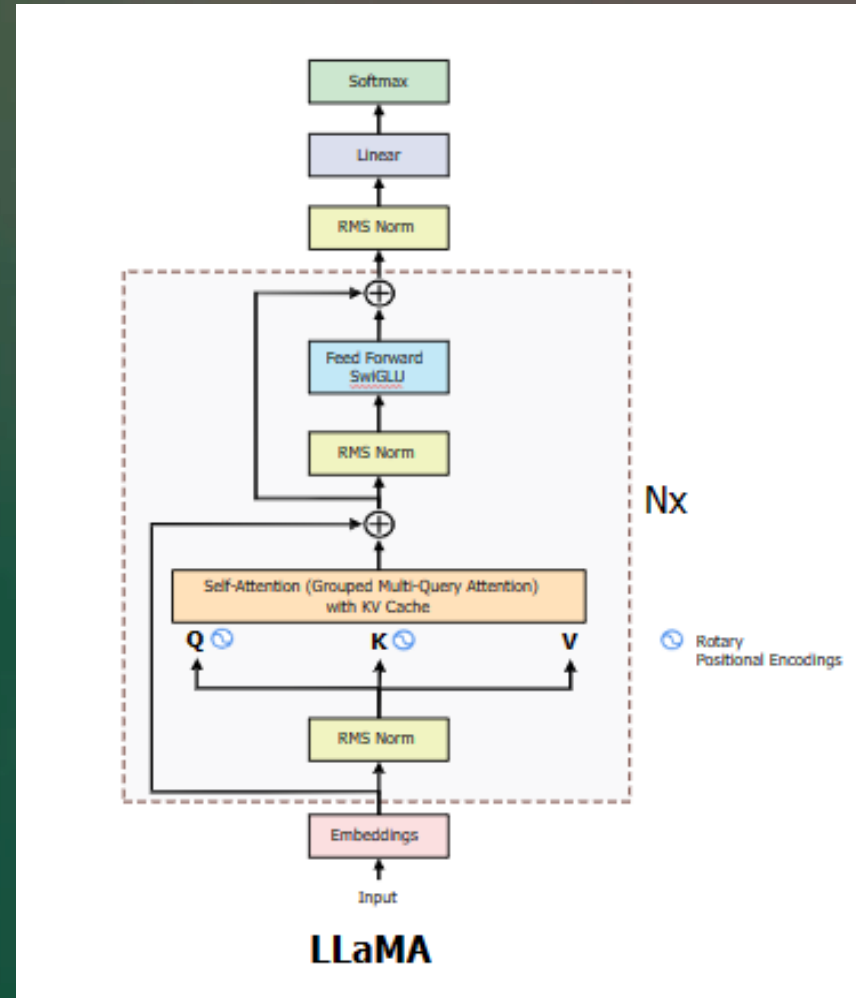 Softmax
Linear
RMS Norm
Feed Forward
SwiGLU
RMS Norm
Nx
Self-Attention (Grouped Multi-Query Attention)
with KV Cache
Q K V
Rotary
Positional Encodings
RMS Norm
Embeddings
Input
LLaMA